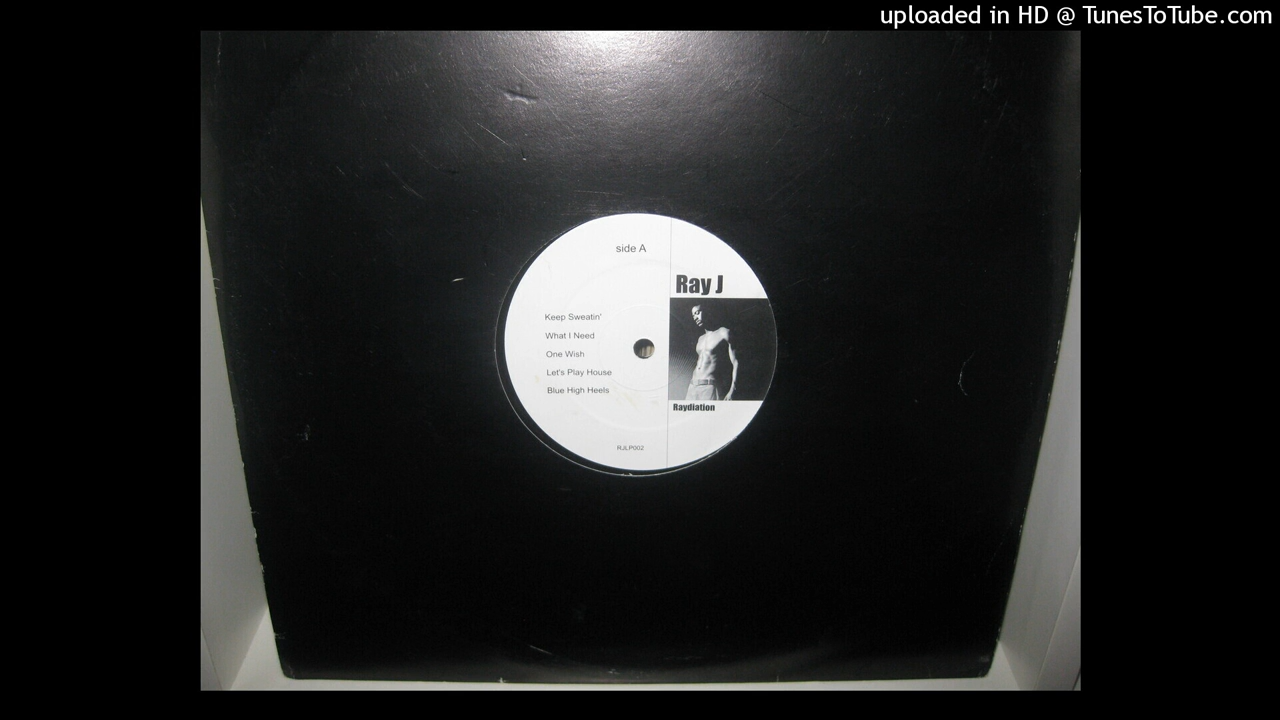 uploaded in HD @ TunesToTube.com
side A
Ray J
Keep Sweatin'
What I Need
One Wish
Let's Play House
Blue High Heels
Raydiation
RJLP002